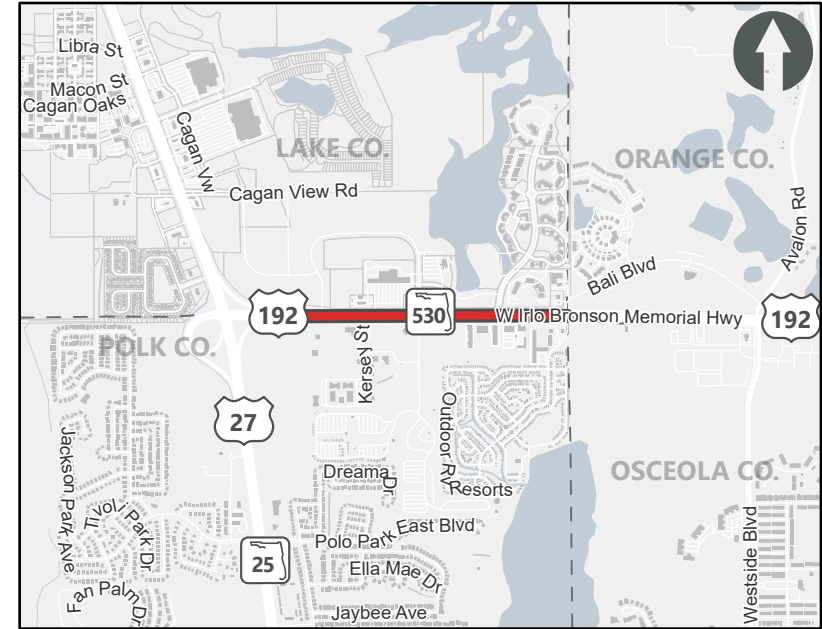 Libra St
Macon St
Cagan Oaks
Cagan Vw
LAKE CO.
ORANGE CO.
Cagan View Rd
Avalon Rd
Bali Blvd
192
530
W Irlo Bronson Memorial Hwy
192
POLK CO.
Kersey St
27
Outdoor Rv
Resorts
Jackson Park Ave
Dreama Dr
OSCEOLA CO.
Tivoli Park Dr
Polo Park East Blvd
25
Ella Mae Dr
Fan Palm Dr
Jaybee Ave
Westside Blvd